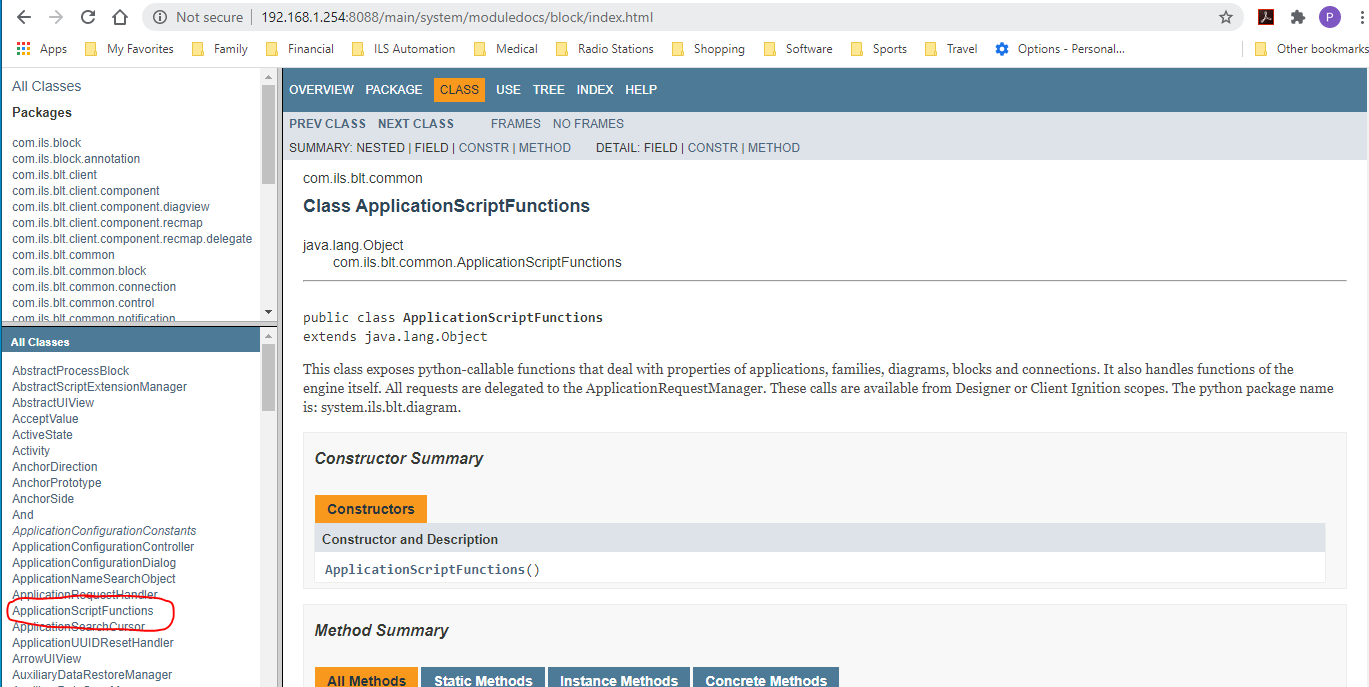 Not secure | 192.168.1.254:8088/main/system/moduledocs/block/index.html
P
Apps My Favorites Family Financial ILS Automation Medical Radio Stations Shopping Software Sports Travel Options - Personal... Other bookmarks
All Classes
Packages
com.ils.block
com.ils.block.annotation
com.ils.blt.client
com.ils.blt.client.component
com.ils.blt.client.component.diagview
com.ils.blt.client.component.recmap
com.ils.blt.client.component.recmap.delegate
com.ils.blt.common
com.ils.blt.common.block
com.ils.blt.common.connection
com.ils.blt.common.control
com.ils.blt.common.notification
All Classes
AbstractProcessBlock
AbstractScriptExtensionManager
AbstractUIView
AcceptValue
ActiveState
Activity
AnchorDirection
AnchorPrototype
AnchorSide
And
ApplicationConfigurationConstants
ApplicationConfigurationController
ApplicationConfigurationDialog
ApplicationNameSearchObject
ApplicationRequestHandler
ApplicationScriptFunctions
ApplicationSearchCursor
ApplicationUUIDResetHandler
ArrowUIView
AuxiliaryDataRestoreManager
OVERVIEW PACKAGE CLASS USE TREE INDEX HELP
PREV CLASS NEXT CLASS FRAMES NO FRAMES
SUMMARY: NESTED | FIELD | CONSTR | METHOD DETAIL: FIELD | CONSTR | METHOD
com.ils.blt.common
Class ApplicationScriptFunctions
java.lang.Object
com.ils.blt.common.ApplicationScriptFunctions
public class ApplicationScriptFunctions
extends java.lang.Object
This class exposes python-callable functions that deal with properties of applications, families, diagrams, blocks and connections. It also handles functions of the
engine itself. All requests are delegated to the ApplicationRequestManager. These calls are available from Designer or Client Ignition scopes. The python package name
is: system.ils.blt.diagram.
Constructor Summary
Constructors
Constructor and Description
ApplicationScriptFunctions()
Method Summary
All Methods Static Methods Instance Methods Concrete Methods